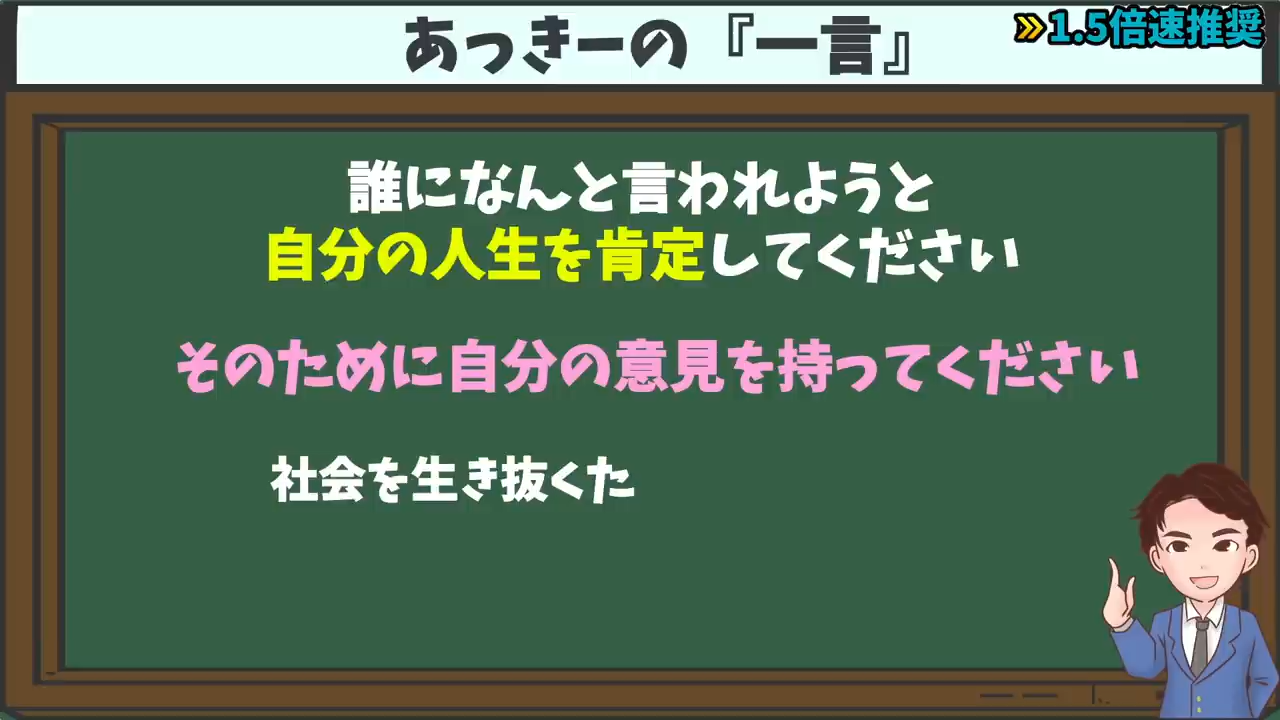 あっきーの『一言』
1.5倍速推奨
誰になんと言われようと
自分の人生を肯定してください
そのために自分の意見を持ってください
社会を生き抜くた